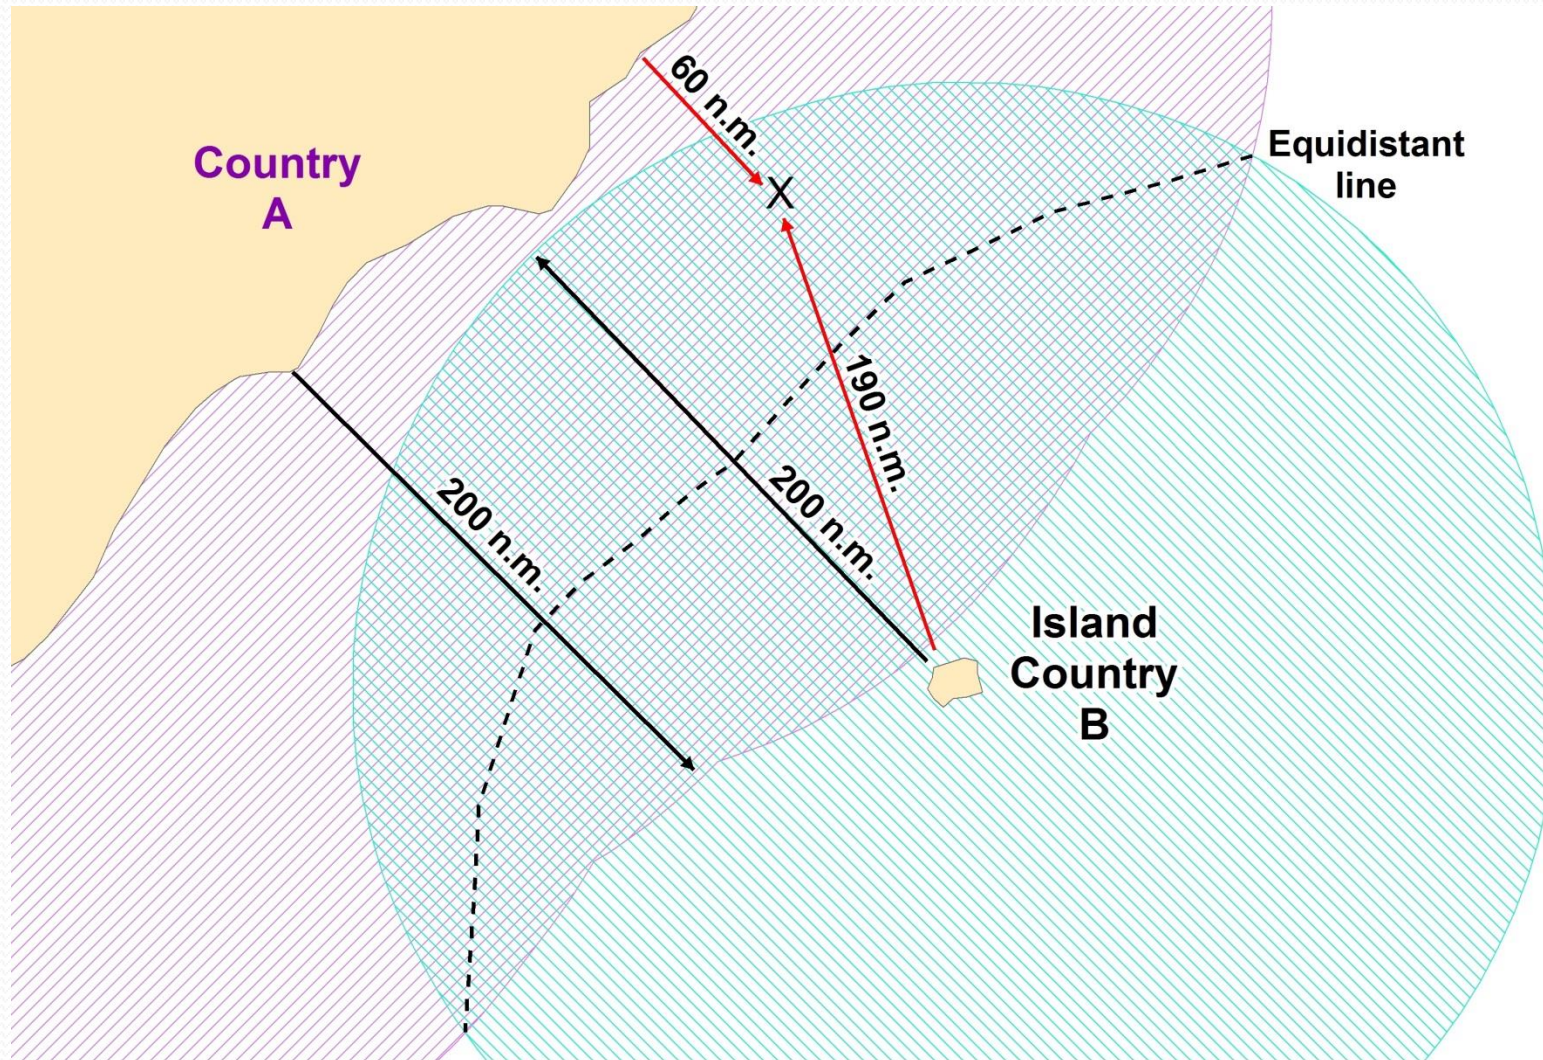 60 n.m.
Country
A
X
Equidistant
line
190 n.m.
200 n.m.
200 n.m.
Island
Country
B